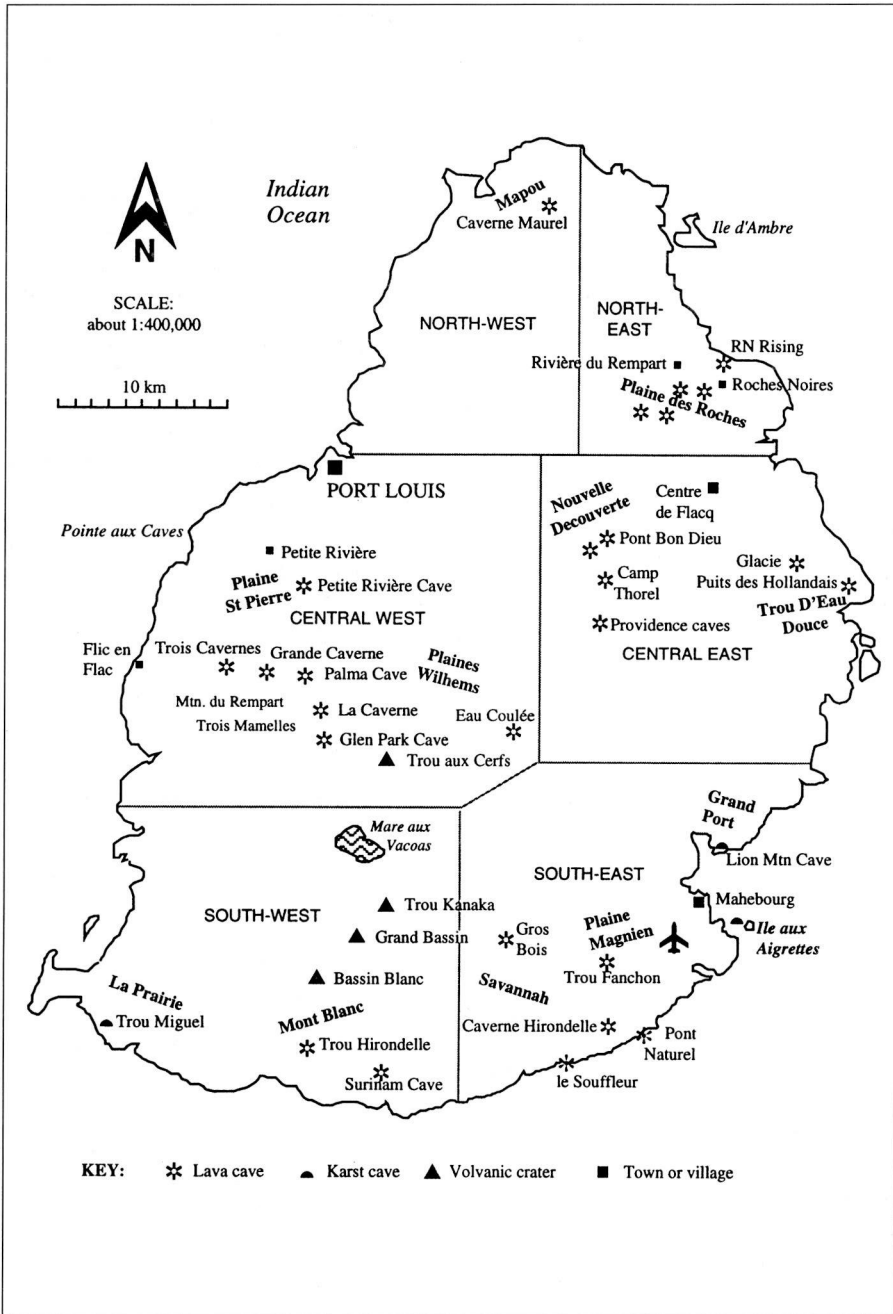 Indian
Ocean
N
SCALE:
about 1:400,000
10 km
Mapou
Caverne Maurel
Ile d'Ambre
NORTH-WEST
NORTH-
EAST
RN Rising
Rivière du Rempart
Roches Noires
Plaine des Roches
PORT LOUIS
Nouvelle
Decouverte
Centre
de Flacq
Pointe aux Caves
Petite Rivière
Pont Bon Dieu
Plaine
St Pierre
Petite Rivière Cave
Camp
Thorel
Glacie
Puits des Hollandais
Trou D'Eau
Douce
CENTRAL WEST
Providence caves
CENTRAL EAST
Flic en
Flac
Trois Cavernes
Grande Caverne
Palma Cave
Plaines
Wilhems
Mtn. du Rempart
Trois Mamelles
La Caverne
Eau Coulée
Glen Park Cave
Trou aux Cerfs
Grand
Port
Mare aux
Vacoas
Lion Mtn Cave
SOUTH-EAST
Mahebourg
SOUTH-WEST
Trou Kanaka
Grand Bassin
Gros
Bois
Plaine
Magnien
Ile aux
Aigrettes
Bassin Blanc
Trou Fanchon
La Prairie
Savannah
Trou Miguel
Mont Blanc
Trou Hirondelle
Caverne Hirondelle
Pont
Naturel
Surinam Cave
le Souffleur
KEY: Lava cave Karst cave Volcanic crater Town or village